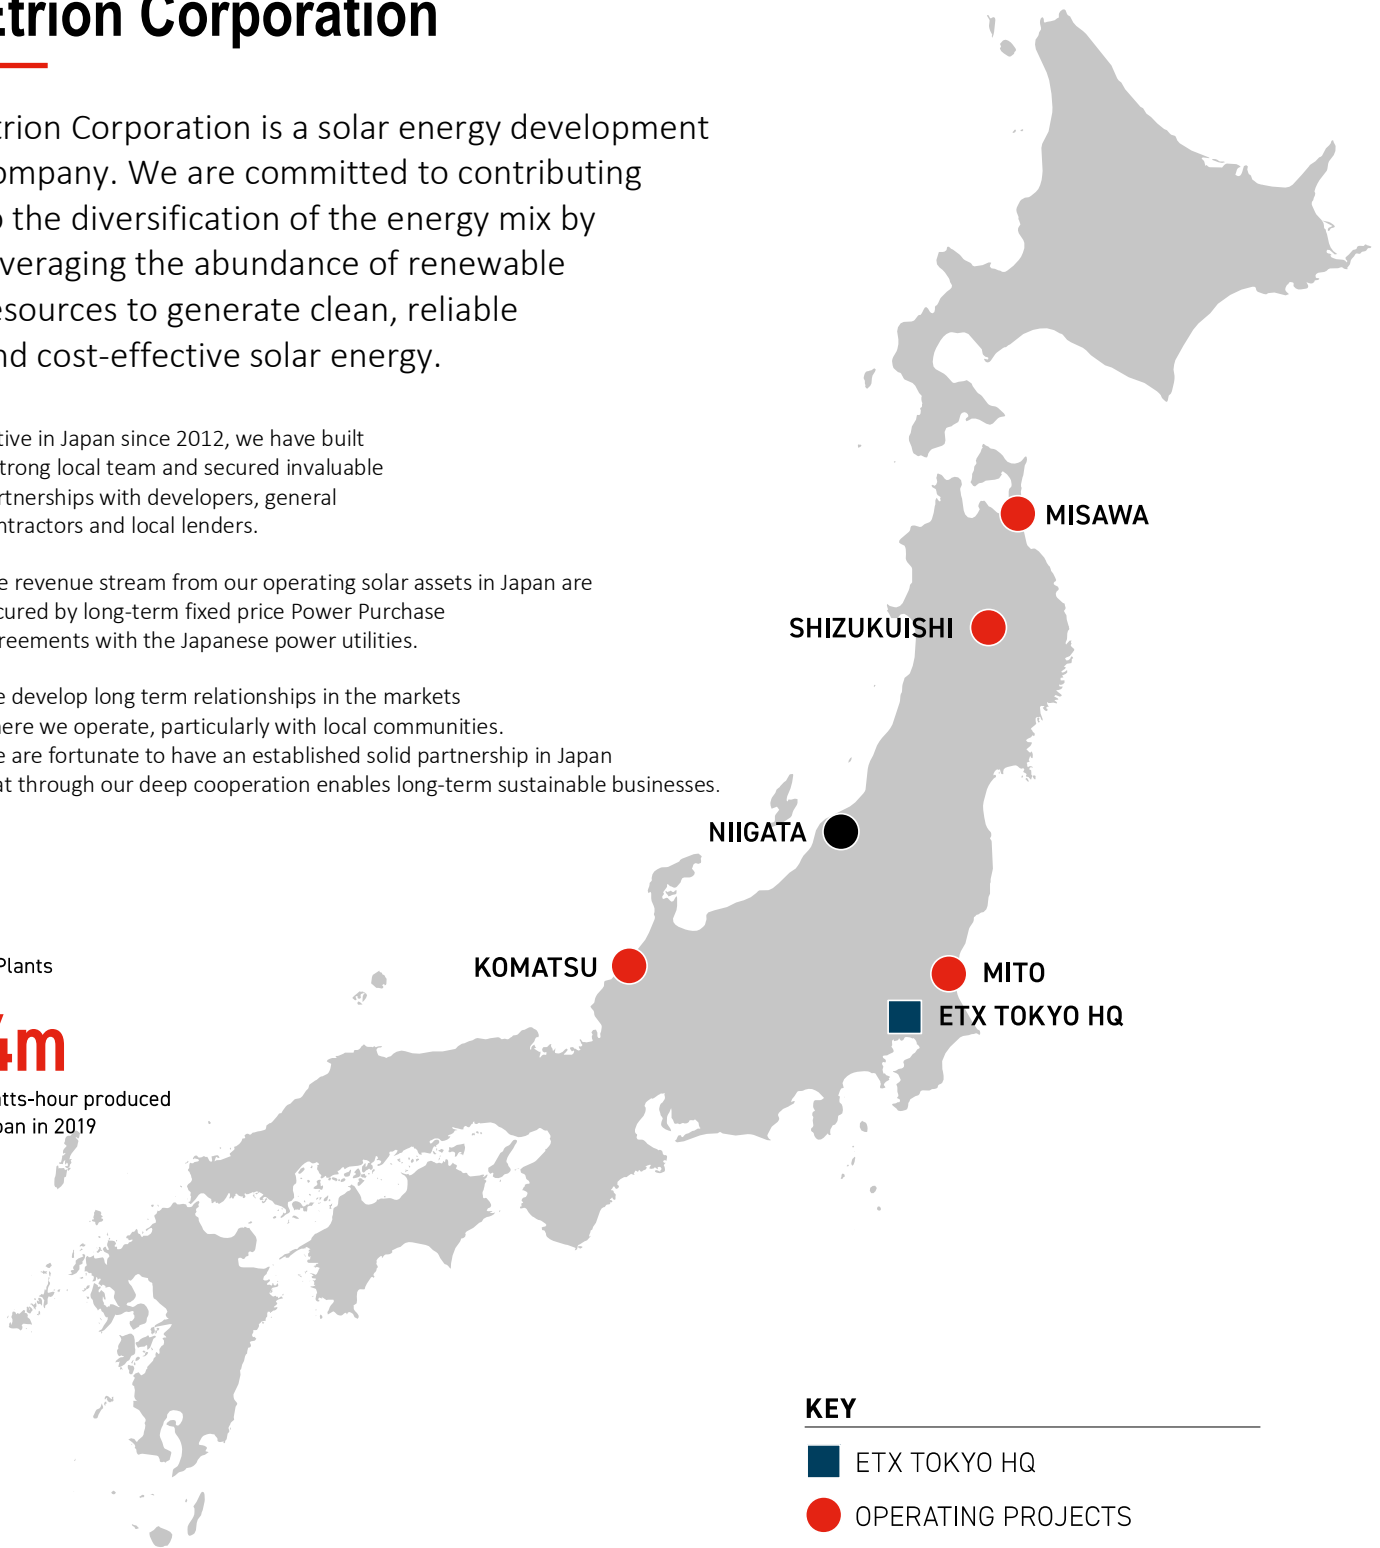 Etrion Corporation
trion Corporation is a solar energy development
ompany. We are committed to contributing
o the diversification of the energy mix by
veraging the abundance of renewable
esources to generate clean, reliable
nd cost-effective solar energy.
tive in Japan since 2012, we have built
trong local team and secured invaluable
rtnerships with developers, general
ntractors and local lenders.
e revenue stream from our operating solar assets in Japan are
cured by long-term fixed price Power Purchase
reements with the Japanese power utilities.
e develop long term relationships in the markets
here we operate, particularly with local communities.
e are fortunate to have an established solid partnership in Japan
at through our deep cooperation enables long-term sustainable businesses.
MISAWA
SHIZUKUISHI
NIIGATA
KOMATSU
MITO
ETX TOKYO HQ
Plants
4m
atts-hour produced
pan in 2019
KEY
ETX TOKYO HQ
OPERATING PROJECTS